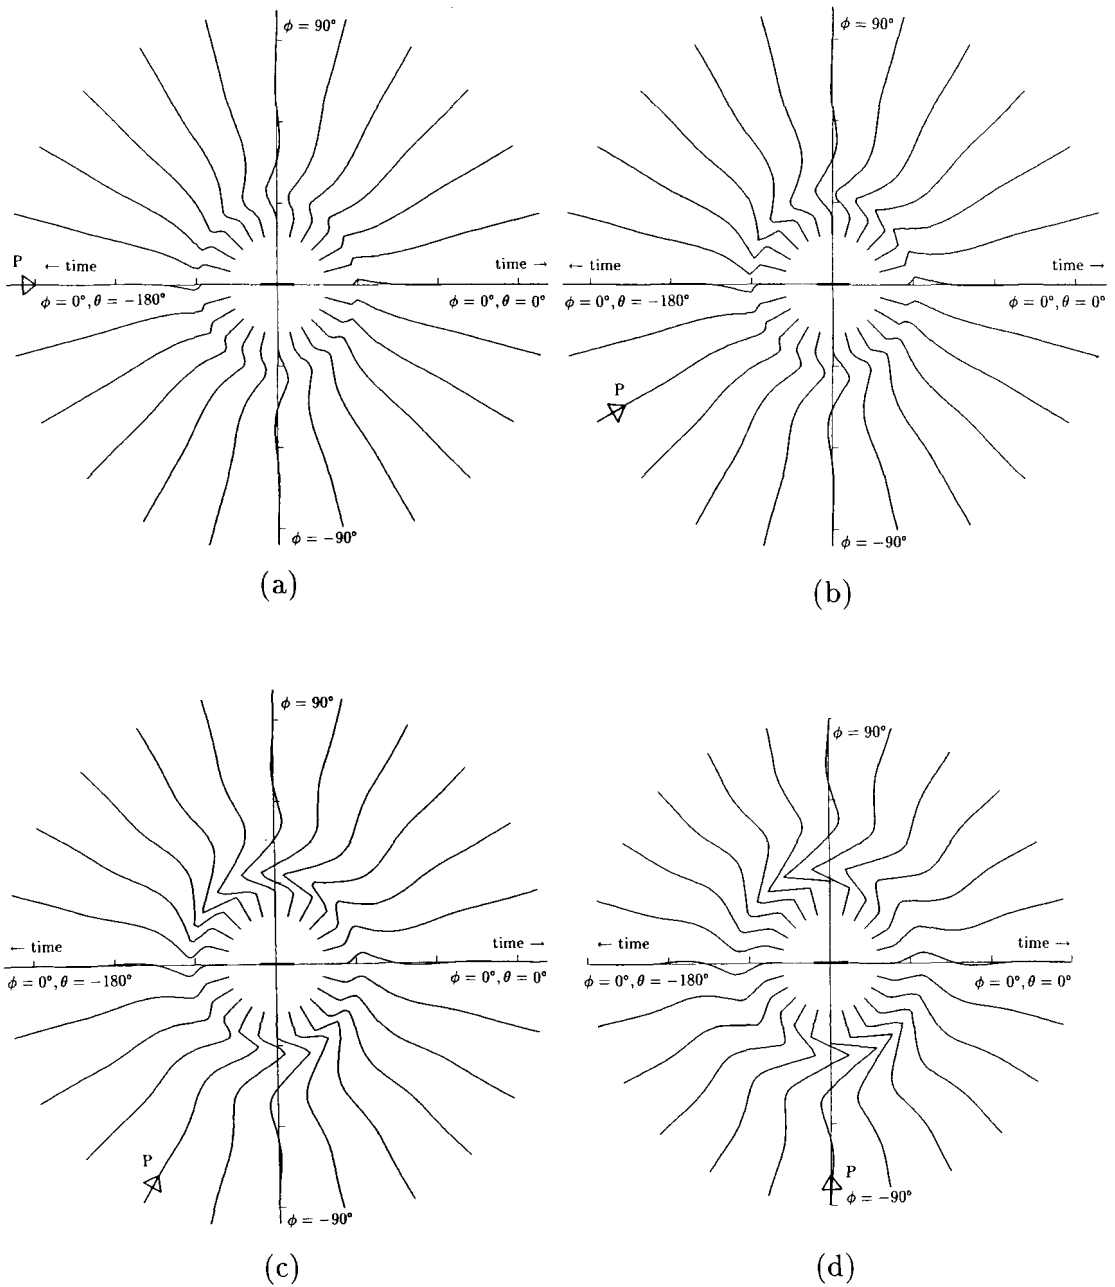 ϕ = 90°
P
← time
time →
ϕ = 0°, θ = −180°
ϕ = 0°, θ = 0°
ϕ = −90°
(a)
ϕ = 90°
← time
time →
ϕ = 0°, θ = −180°
ϕ = 0°, θ = 0°
P
ϕ = −90°
(b)
ϕ = 90°
← time
time →
ϕ = 0°, θ = −180°
ϕ = 0°, θ = 0°
P
ϕ = −90°
(c)
ϕ = 90°
← time
time →
ϕ = 0°, θ = −180°
ϕ = 0°, θ = 0°
P
ϕ = −90°
(d)